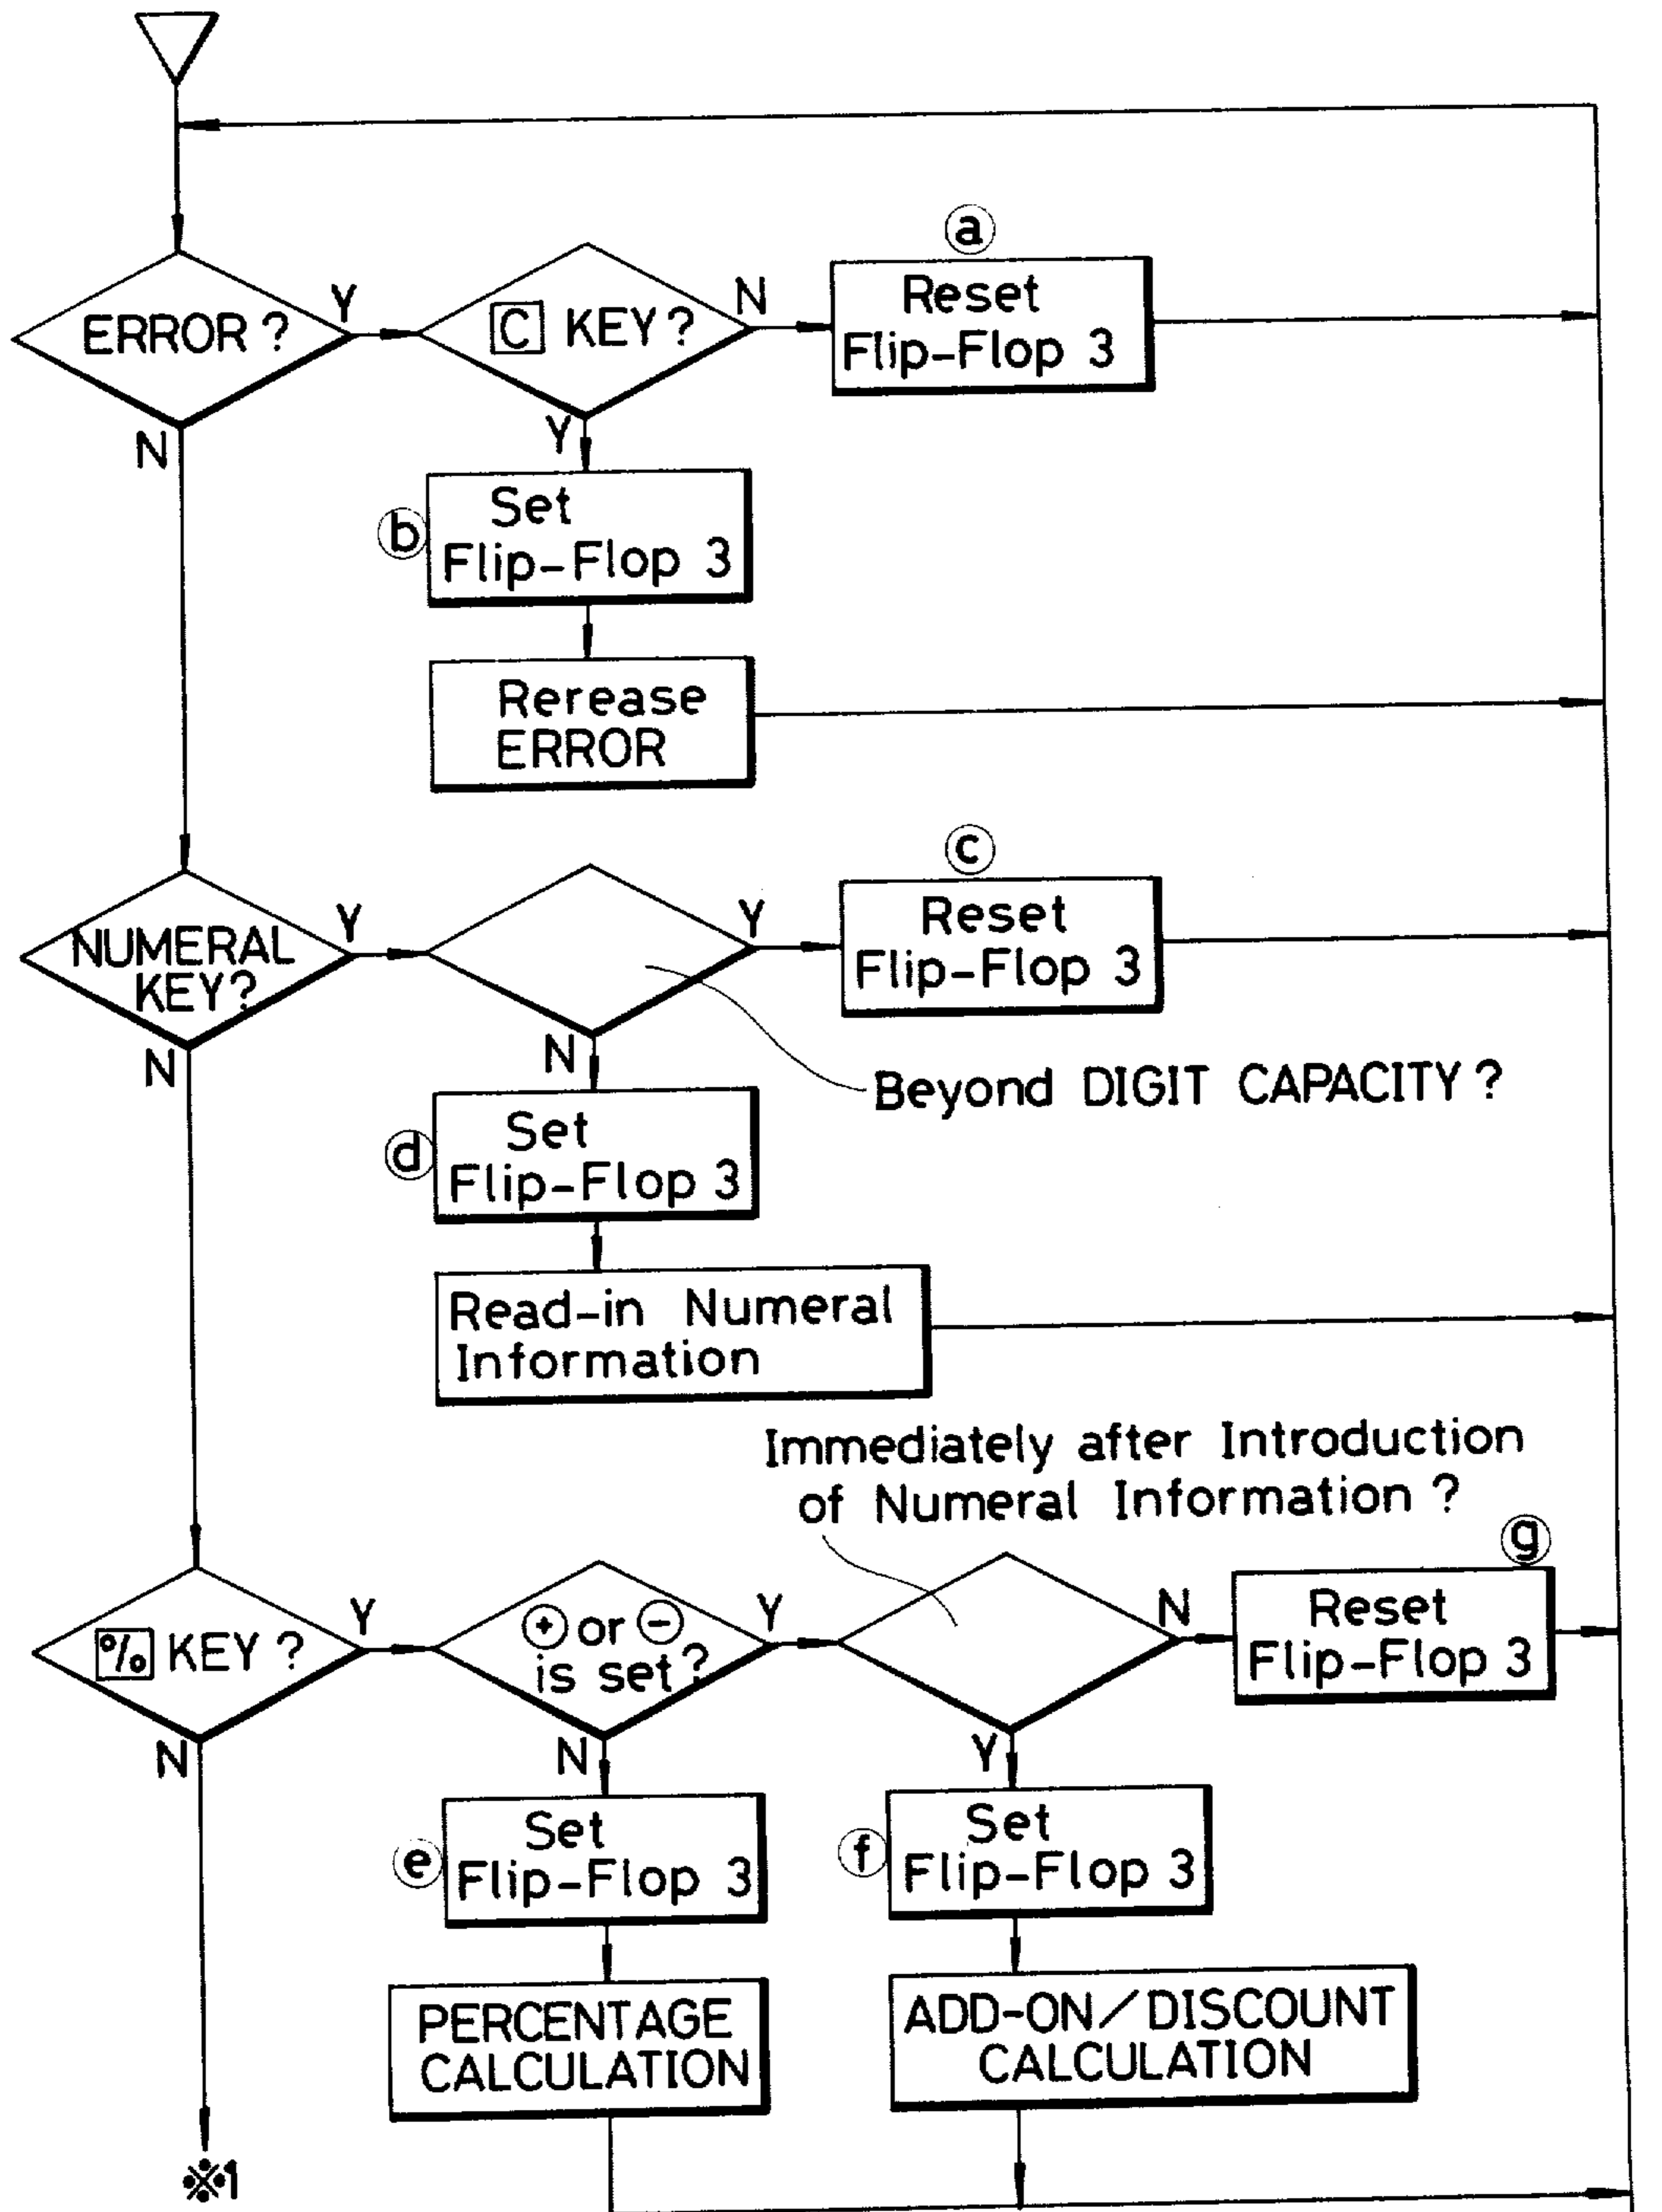 a
Y
N
Reset
ERROR ?
C KEY ?
Flip-Flop 3
N
Y
b
Set
Flip-Flop 3
Rerease
ERROR
c
Y
Y
Reset
NUMERAL
KEY?
Flip-Flop 3
N
N
Beyond DIGIT CAPACITY ?
d
Set
Flip-Flop 3
Read-in Numeral
Information
Immediately after Introduction
of Numeral Information ?
g
Y
Y
N
Reset
% KEY ?
+ or -
is set?
Flip-Flop 3
N
N
Y
e
Set
Flip-Flop 3
f
Set
Flip-Flop 3
PERCENTAGE
CALCULATION
ADD-ON/DISCOUNT
CALCULATION
※1